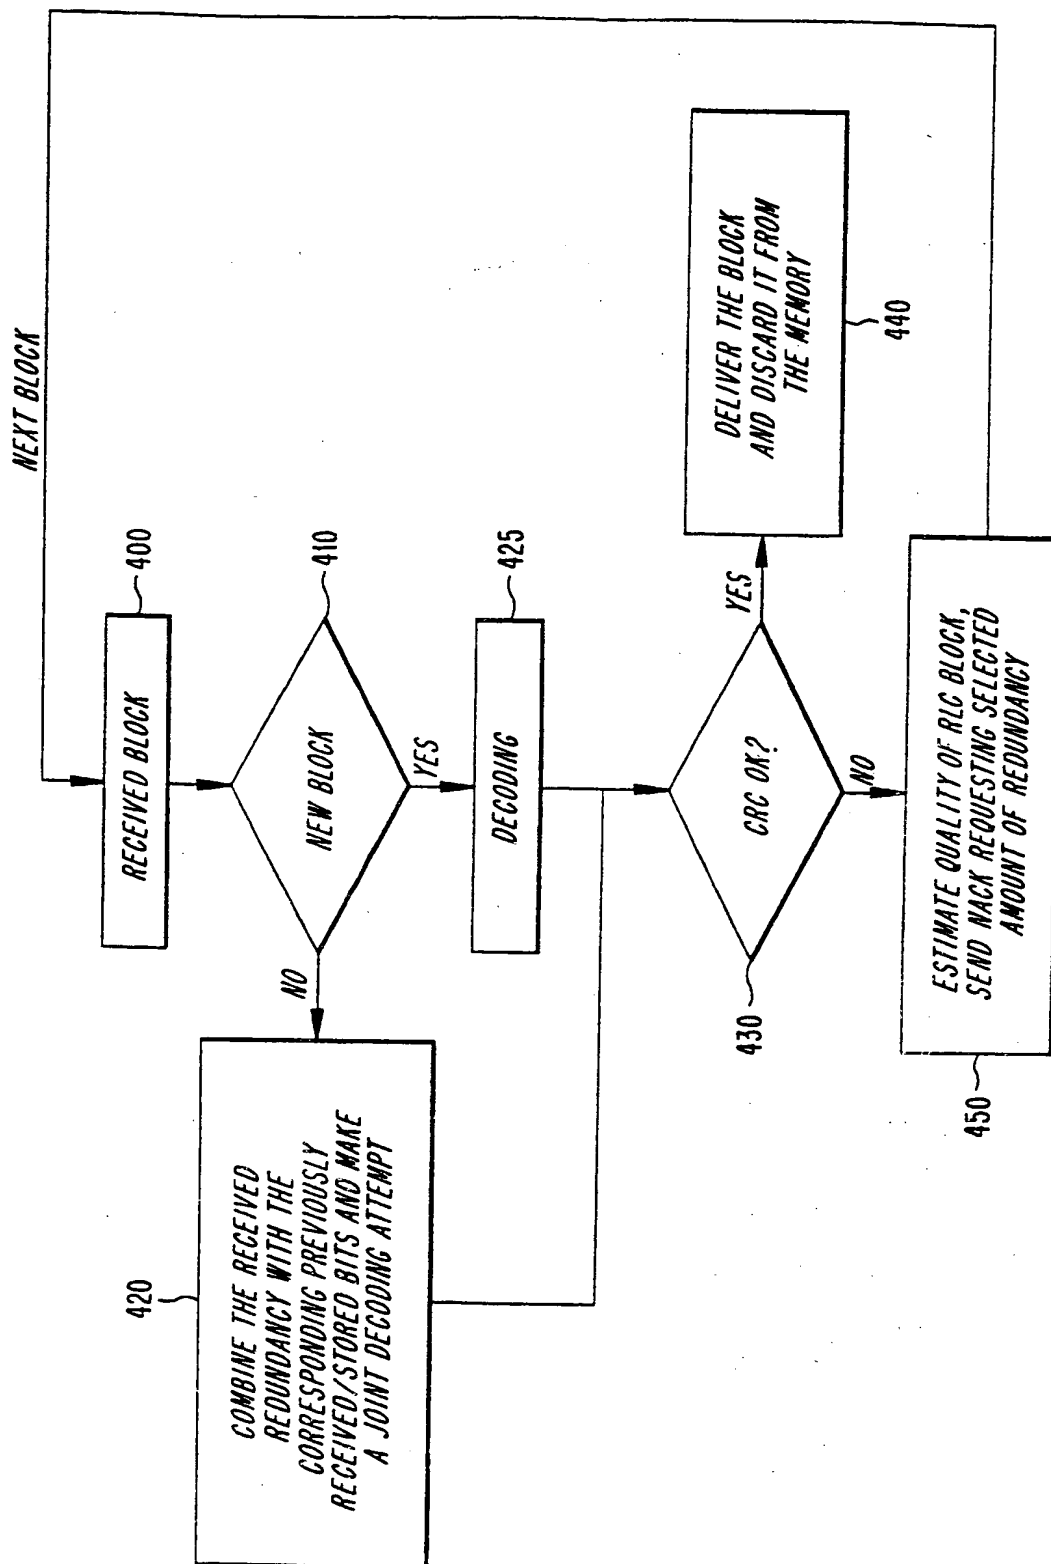 NEXT BLOCK
400
RECEIVED BLOCK
410
NEW BLOCK
NO
YES
420
COMBINE THE RECEIVED
REDUNDANCY WITH THE
CORRESPONDING PREVIOUSLY
RECEIVED/STORED BITS AND MAKE
A JOINT DECODING ATTEMPT
425
DECODING
430
CRC OK?
YES
NO
DELIVER THE BLOCK
AND DISCARD IT FROM
THE MEMORY
440
ESTIMATE QUALITY OF RLC BLOCK,
SEND NACK REQUESTING SELECTED
AMOUNT OF REDUNDANCY
450